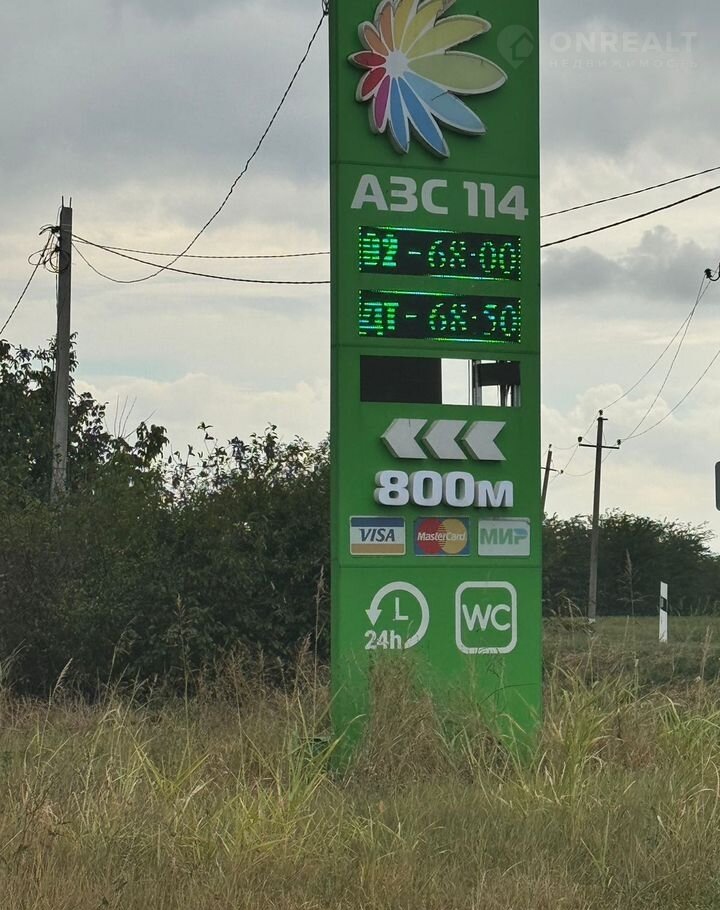 ONREALT
НЕДВИЖИМОСТЬ
АЗС 114
92-68:00
ДТ-68:50
800м
VISA MasterCard МИР
24h WC